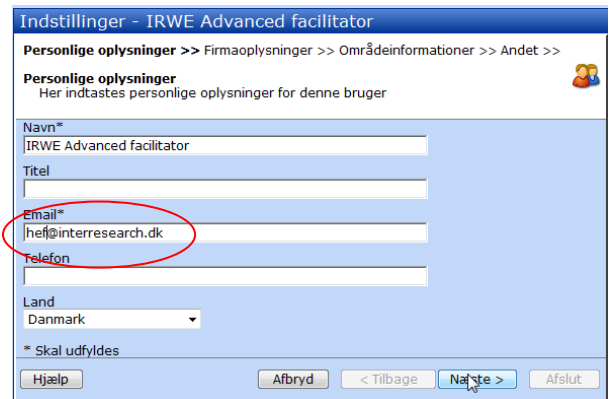 Indstillinger - IRWE Advanced facilitator
Personlige oplysninger >> Firmaoplysninger >> Områdeinformationer >> Andet >>
Personlige oplysninger
Her indtastes personlige oplysninger for denne bruger
Navn*
IRWE Advanced facilitator
Titel
Email*
hef@interresearch.dk
Telefon
Land
Danmark
* Skal udfyldes
Hjælp Afbryd < Tilbage Næste > Afslut